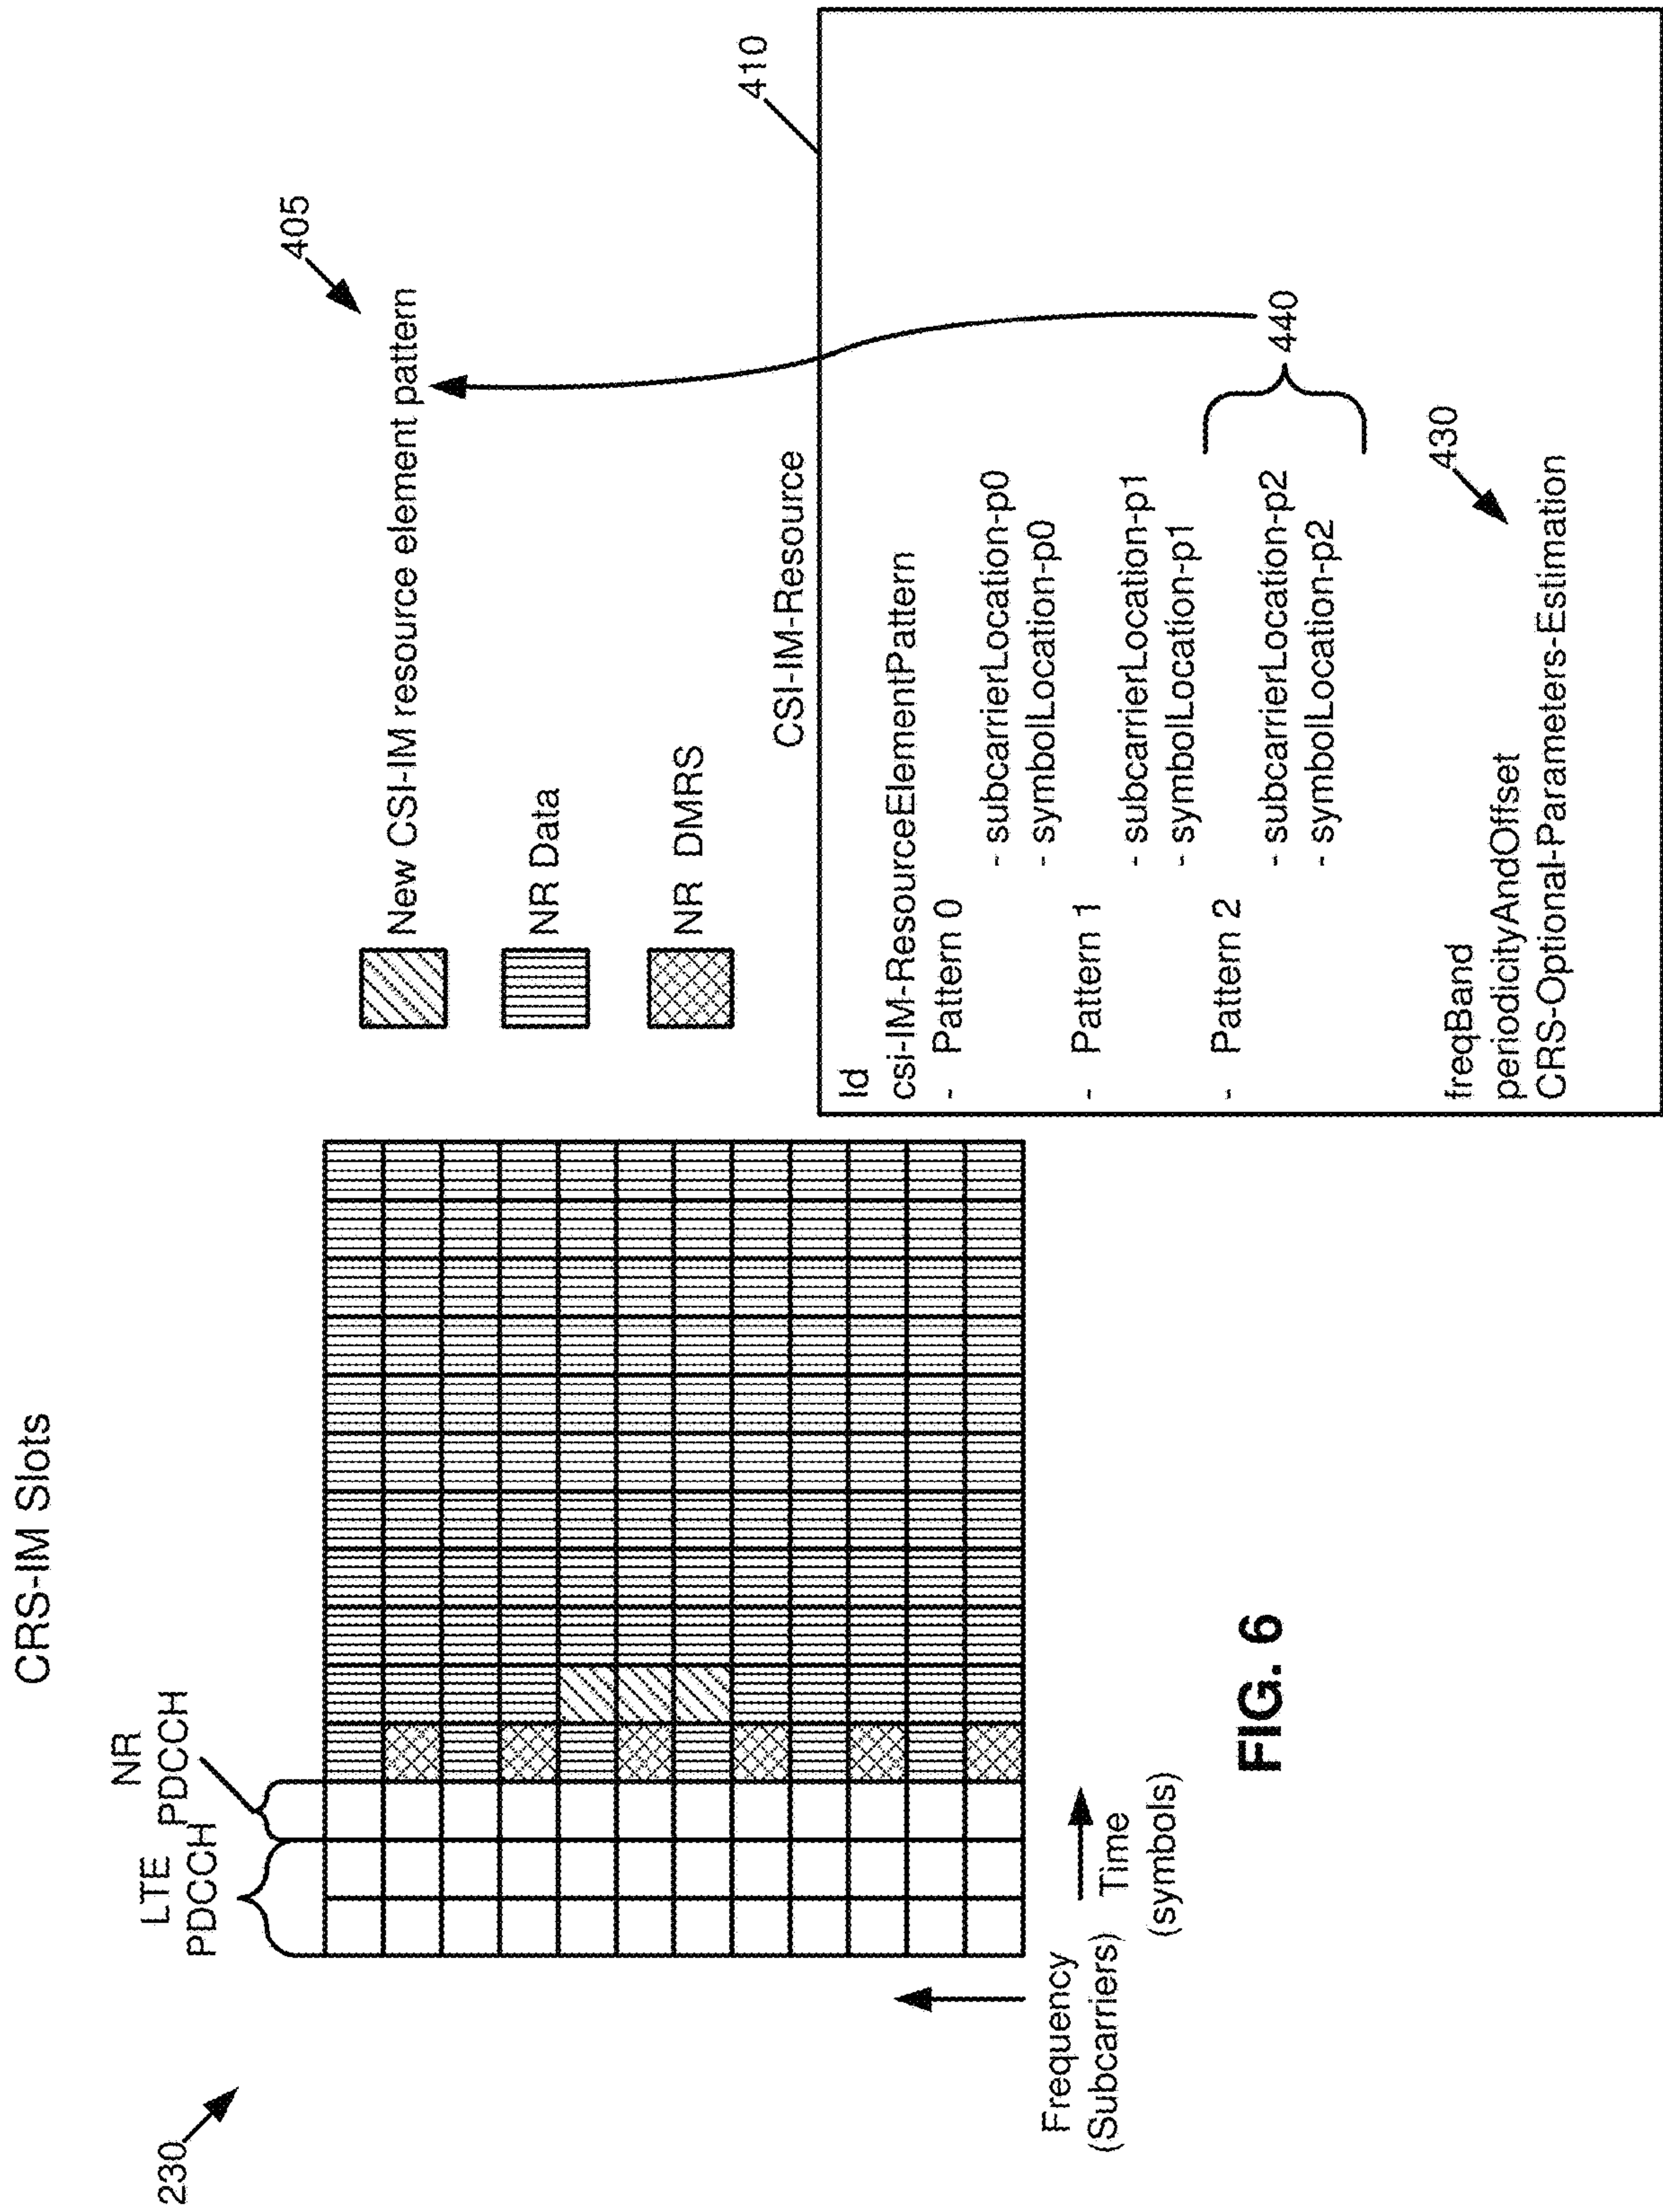 CRS-IM Slots
230
LTE
PDCCH
NR
PDCCH
Frequency
(Subcarriers)
Time
(symbols)
405
New CSI-IM resource element pattern
NR Data
NR DMRS
CSI-IM-Resource
410
Id
csi-IM-ResourceElementPattern
- Pattern 0
- subcarrierLocation-p0
- symbolLocation-p0
- Pattern 1
- subcarrierLocation-p1
- symbolLocation-p1
- Pattern 2
- subcarrierLocation-p2
- symbolLocation-p2
440
430
freqBand
periodicityAndOffset
CRS-Optional-Parameters-Estimation
FIG. 6